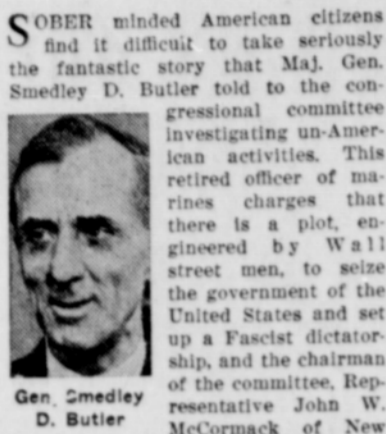 SOBER minded American citizens
find it difficuit to take seriously
the fantastic story that Maj. Gen.
Smedley D. Butler told to the con-
gressional committee
investigating un-Amer-
ican activities. This
retired officer of ma-
rines charges that
there is a plot, en-
gineered by Wall
street men, to seize
the government of the
United States and set
up a Fascist dictator-
ship, and the chairman
of the committee, Rep-
resentative John W.
McCormack of New
Gen. Smedley
D. Butler